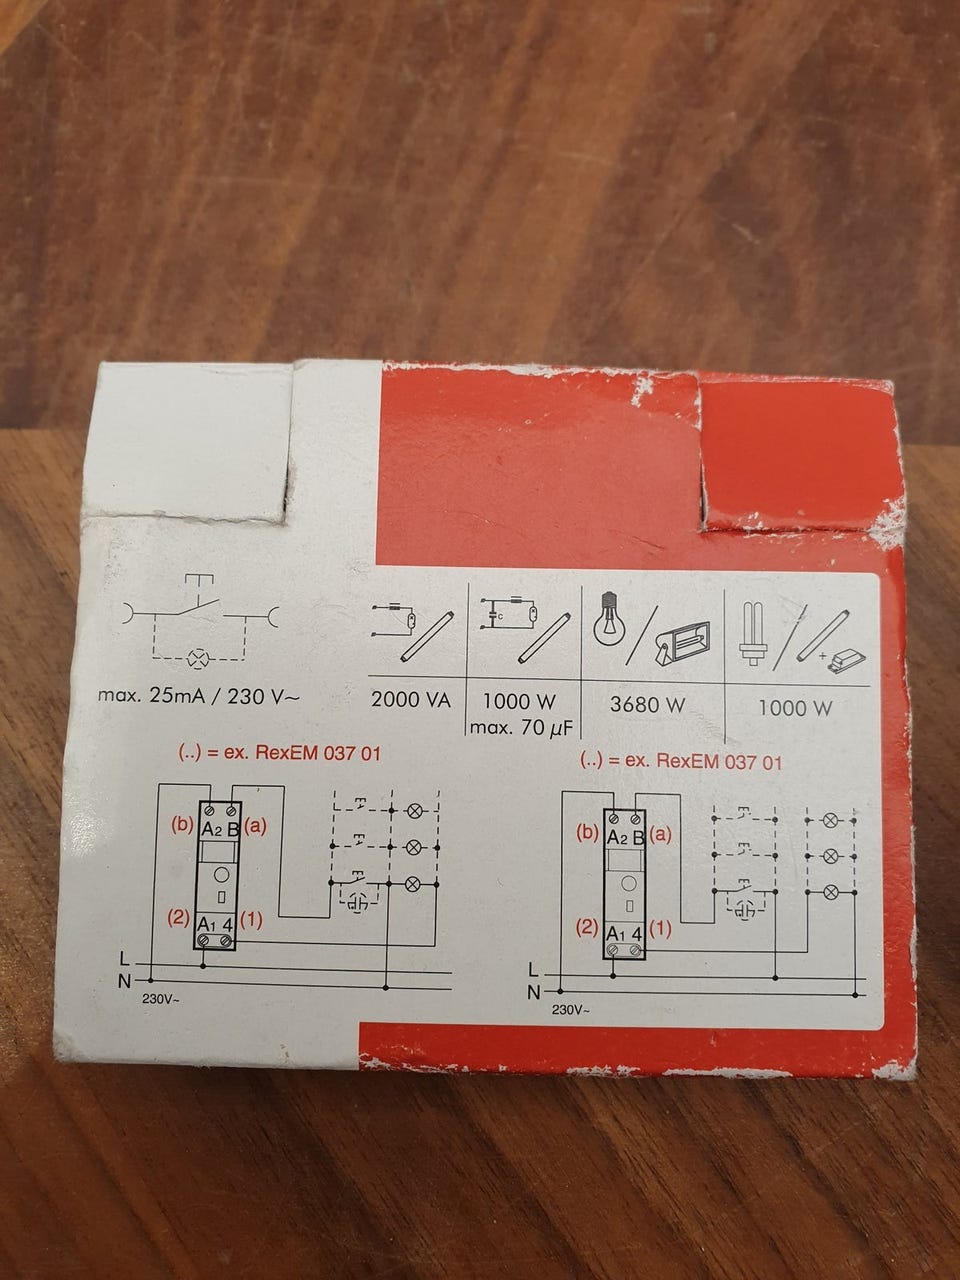 max. 25mA / 230 V~
2000 VA
1000 W
max. 70 µF
3680 W
1000 W
C
+
(..) = ex. RexEM 037 01
(b) A2 B (a)
(2) A1 4 (1)
L
N
230V~
(..) = ex. RexEM 037 01
(b) A2 B (a)
(2) A1 4 (1)
L
N
230V~